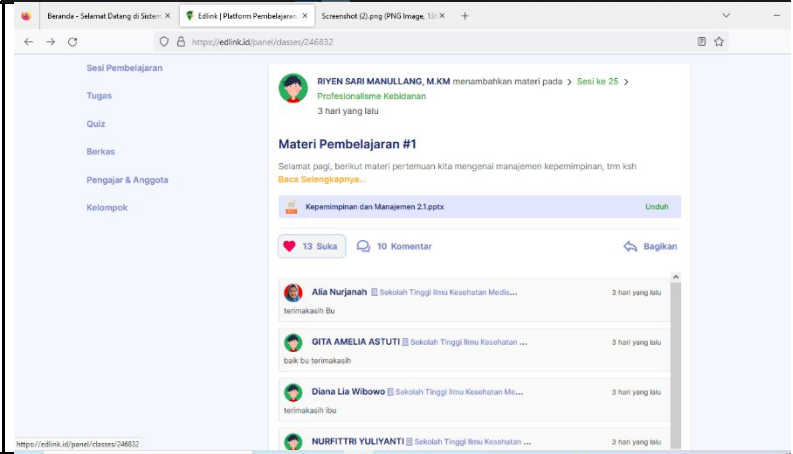 Beranda - Selamat Datang di Sistem
Edlink | Platform Pembelajaran
Screenshot (2).png (PNG Image, 136
https://edlink.id/panel/classes/246832
Sesi Pembelajaran
Tugas
Quiz
Berkas
Pengajar & Anggota
Kelompok
RIYEN SARI MANULLANG, M.KM menambahkan materi pada > Sesi ke 25 >
Profesionalisme Kebidanan
3 hari yang lalu
Materi Pembelajaran #1
Selamat pagi, berikut materi pertemuan kita mengenai manajemen kepemimpinan, trm ksh
Baca Selengkapnya...
Kepemimpinan dan Manajemen 2.1.pptx
Unduh
13 Suka
10 Komentar
Bagikan
Alia Nurjanah Sekolah Tinggi Ilmu Kesehatan Medis...
3 hari yang lalu
terimakasih Bu
GITA AMELIA ASTUTI Sekolah Tinggi Ilmu Kesehatan ...
3 hari yang lalu
baik bu terimakasih
Diana Lia Wibowo Sekolah Tinggi Ilmu Kesehatan Me...
3 hari yang lalu
terimakasih ibu
NURFITTRI YULIYANTI Sekolah Tinggi Ilmu Kesehatan ...
3 hari yang lalu
https://edlink.id/panel/classes/246832